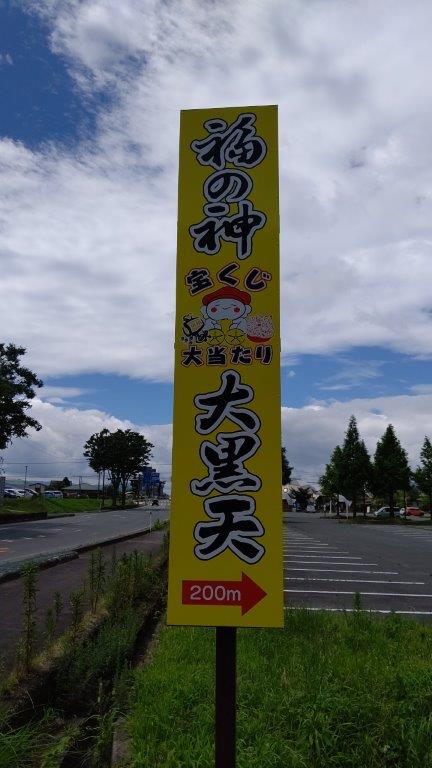 福の神
宝くじ
大当たり
大黒天
200m